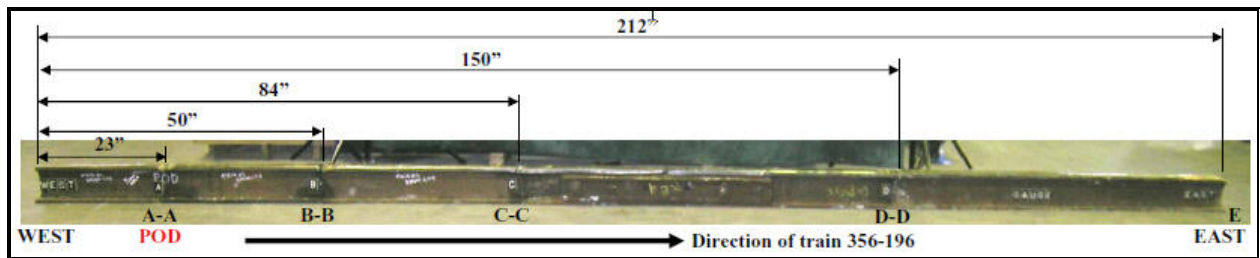 212”
150”
84”
50”
23”
WEST POD A B C D GAUGE EAST
A-A B-B C-C D-D E
WEST POD Direction of train 356-196 EAST